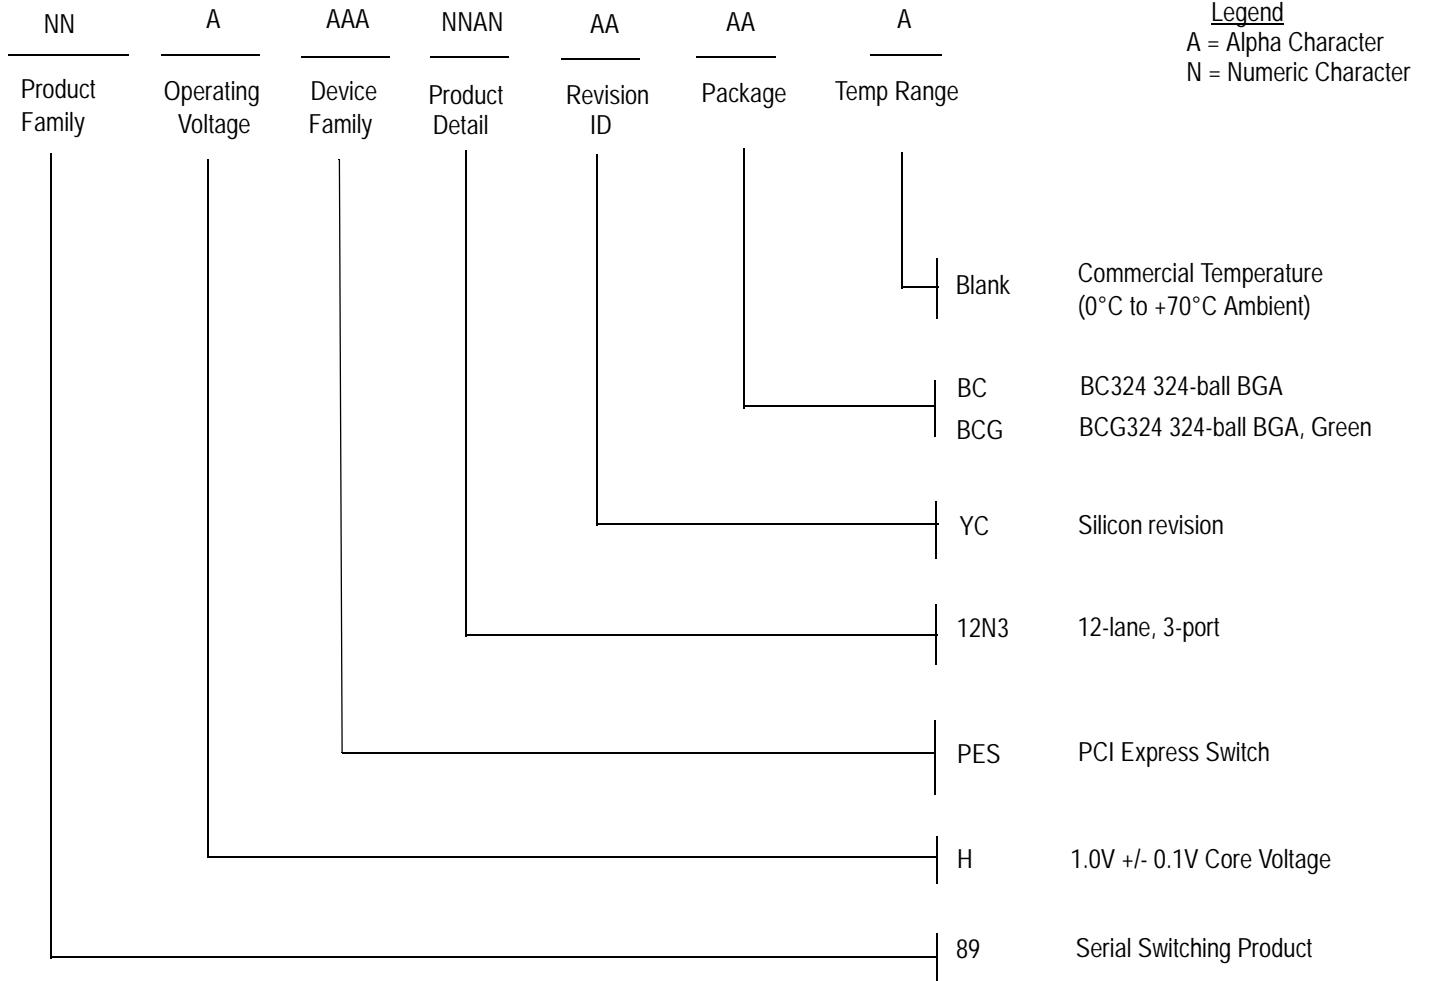 NN A AAA NNAN AA AA A
Legend
A = Alpha Character
N = Numeric Character
Product Family
Operating Voltage
Device Family
Product Detail
Revision ID
Package
Temp Range
Blank Commercial Temperature
(0°C to +70°C Ambient)
BC BC324 324-ball BGA
BCG BCG324 324-ball BGA, Green
YC Silicon revision
12N3 12-lane, 3-port
PES PCI Express Switch
H 1.0V +/- 0.1V Core Voltage
89 Serial Switching Product